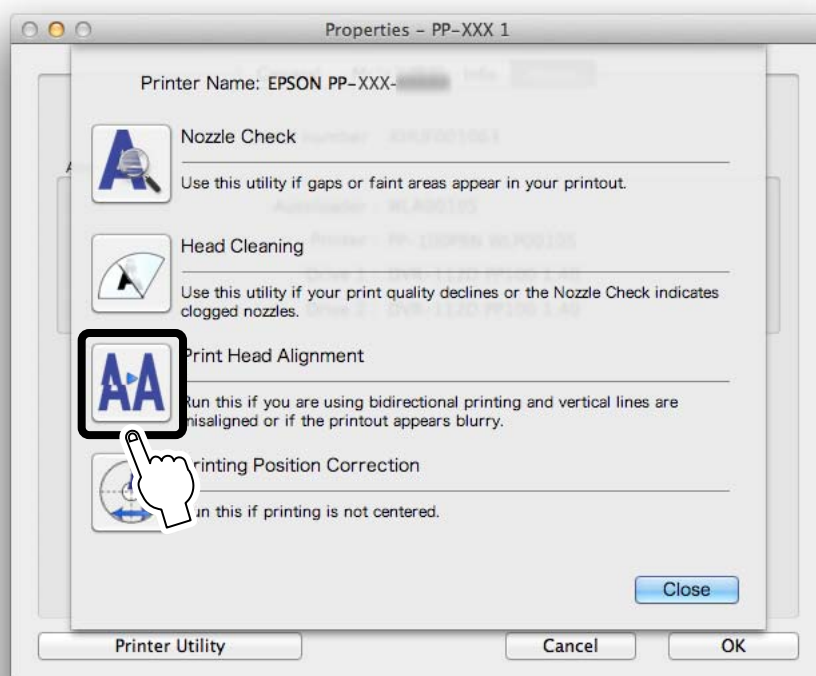 Properties – PP-XXX 1
Printer Name: EPSON PP-XXX-
Nozzle Check
Use this utility if gaps or faint areas appear in your printout.
Head Cleaning
Use this utility if your print quality declines or the Nozzle Check indicates
clogged nozzles.
Print Head Alignment
Run this if you are using bidirectional printing and vertical lines are
misaligned or if the printout appears blurry.
Printing Position Correction
Run this if printing is not centered.
Close
Printer Utility
Cancel
OK